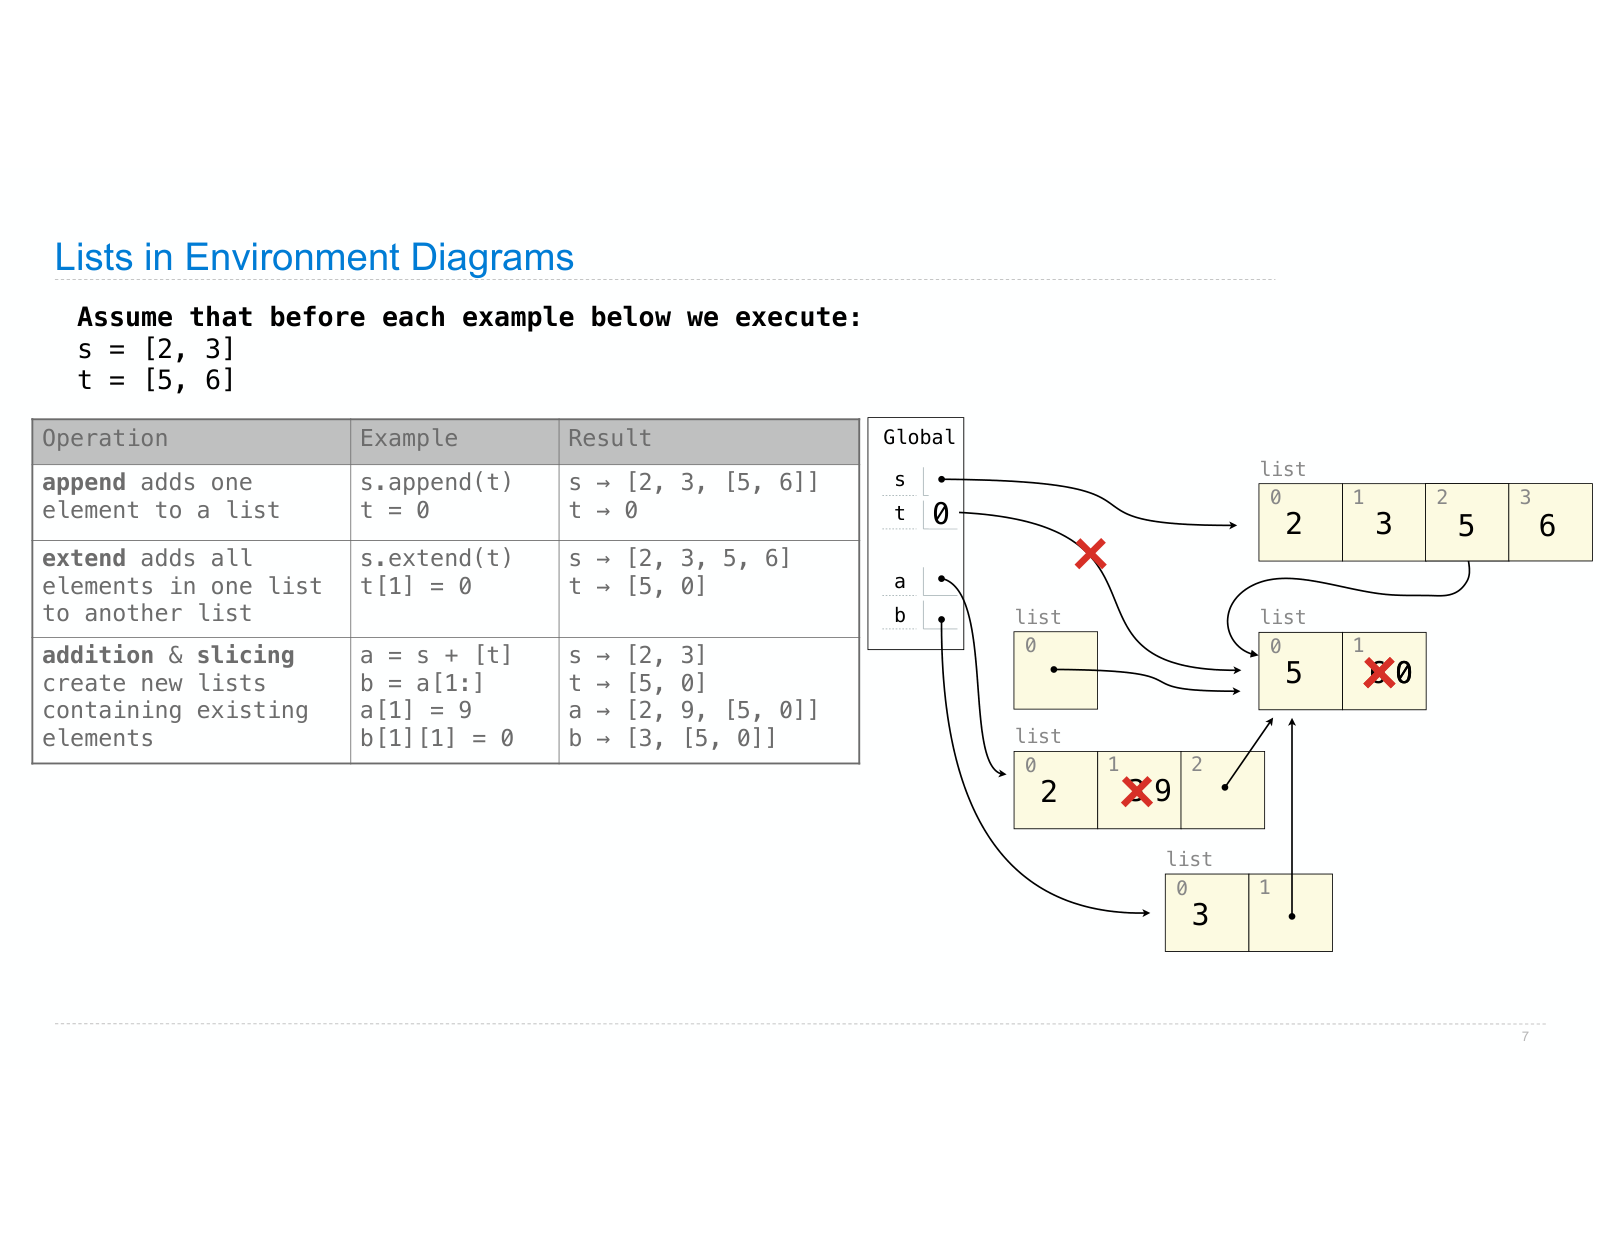 Lists in Environment Diagrams
Assume that before each example below we execute:
s = [2, 3]
t = [5, 6]
Operation
Example
Result
append adds one
element to a list
s.append(t)
t = 0
s → [2, 3, [5, 6]]
t → 0
extend adds all
elements in one list
to another list
s.extend(t)
t[1] = 0
s → [2, 3, 5, 6]
t → [5, 0]
addition & slicing
create new lists
containing existing
elements
a = s + [t]
b = a[1:]
a[1] = 9
b[1][1] = 0
s → [2, 3]
t → [5, 0]
a → [2, 9, [5, 0]]
b → [3, [5, 0]]
Global
s
t 0
a
b
list
0 1 2 3
2 3 5 6
list
0
list
0 1
5 0
list
0 1 2
2 3 9
list
0 1
3
7